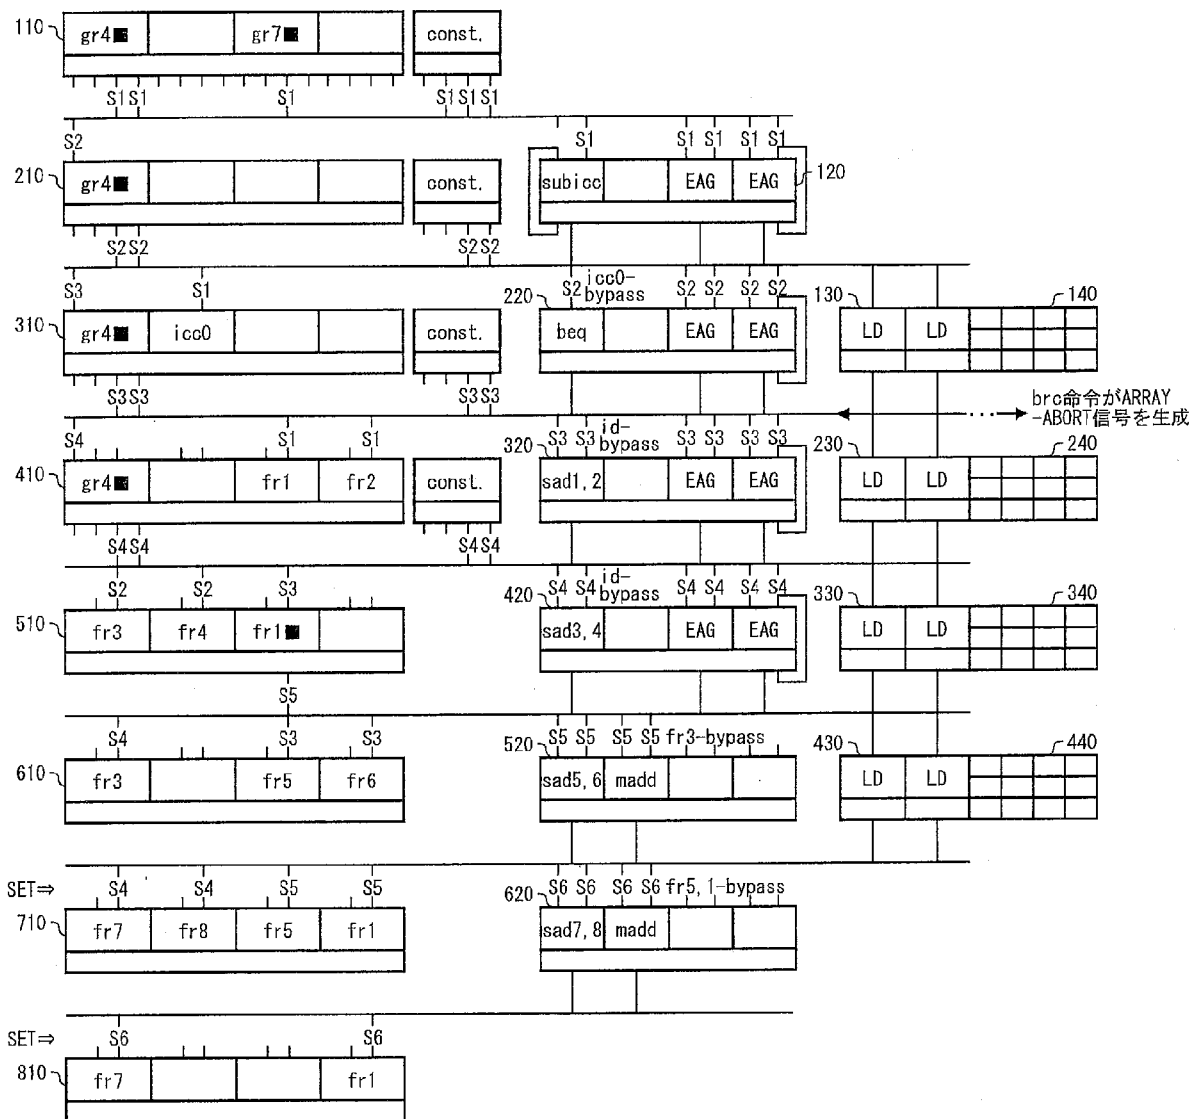 110 gr4■ gr7■ const.
S1 S1 S1 S1 S1 S1
S2 S1 S1 S1 S1 S1
210 gr4■ const. subicc EAG EAG 120
S2 S2 S2 S2
S3 S1 S2 icc0-bypass S2 S2 S2 S2
310 gr4■ icc0 const. 220 beq EAG EAG 130 LD LD 140
S3 S3 S3 S3
brc命令がARRAY
-ABORT信号を生成
S4 S1 S1 S3 S3 id-bypass S3 S3 S3 S3
410 gr4■ fr1 fr2 const. 320 sad1,2 EAG EAG 230 LD LD 240
S4 S4 S4 S4
S2 S2 S3 S4 S4 id-bypass S4 S4 S4 S4
510 fr3 fr4 fr1■ 420 sad3,4 EAG EAG 330 LD LD 340
S5
S4 S3 S3 S5 S5 S5 S5 fr3-bypass
610 fr3 fr5 fr6 520 sad5,6 madd 430 LD LD 440
SET⇒ S4 S4 S5 S5 S6 S6 S6 S6 fr5,1-bypass
710 fr7 fr8 fr5 fr1 620 sad7,8 madd
SET⇒ S6 S6
810 fr7 fr1